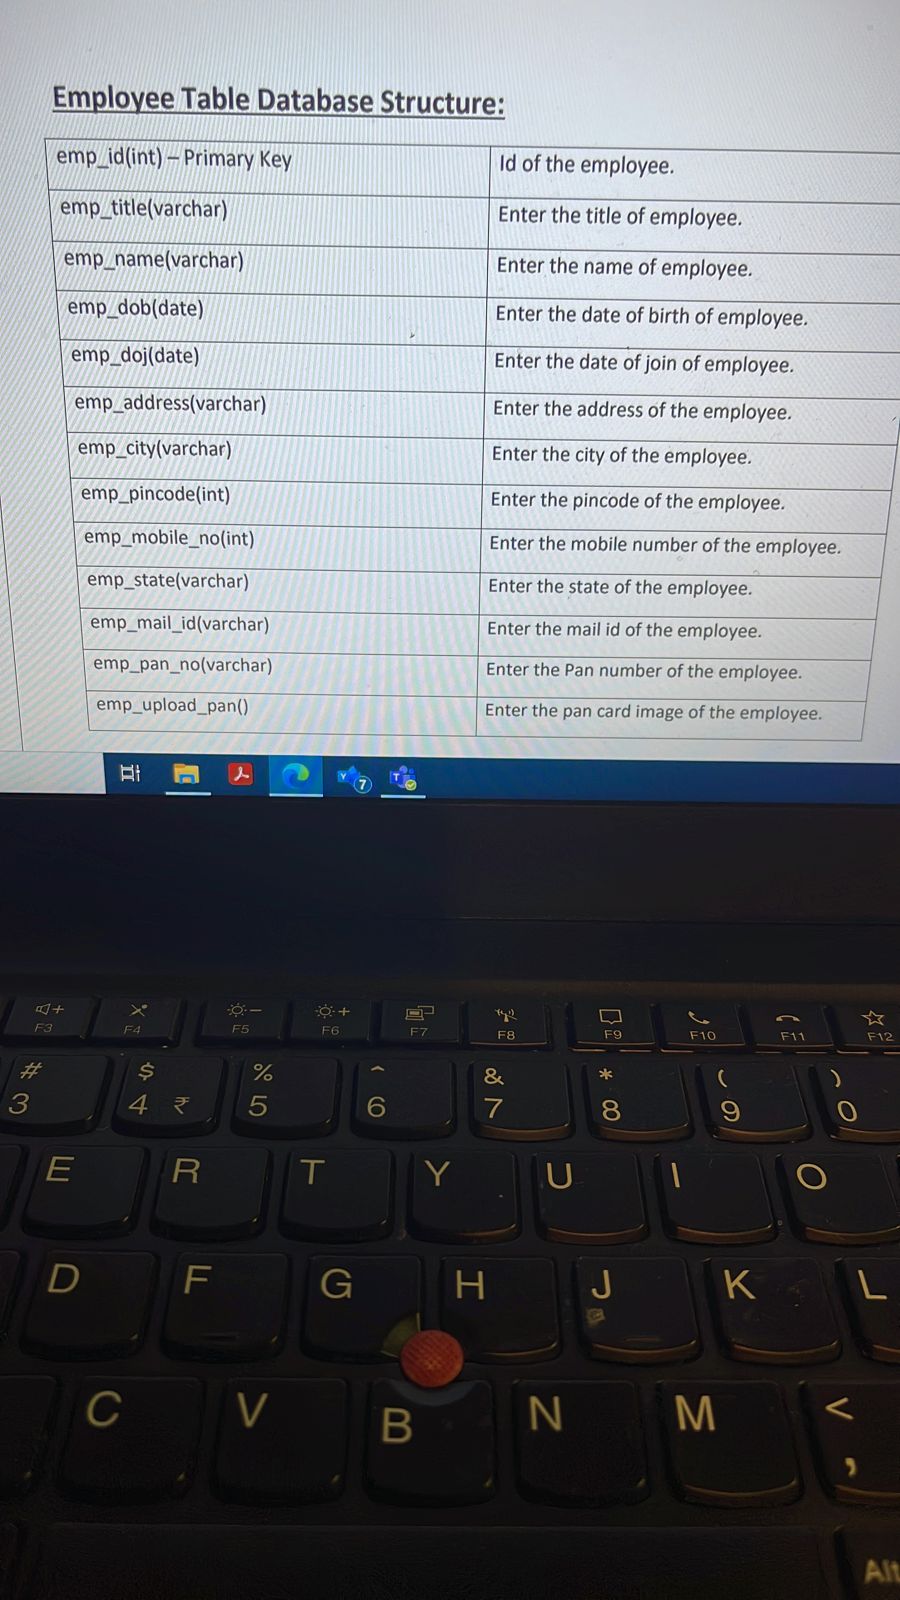 Employee Table Database Structure:
emp_id(int) – Primary Key Id of the employee.
emp_title(varchar) Enter the title of employee.
emp_name(varchar) Enter the name of employee.
emp_dob(date) Enter the date of birth of employee.
emp_doj(date) Enter the date of join of employee.
emp_address(varchar) Enter the address of the employee.
emp_city(varchar) Enter the city of the employee.
emp_pincode(int) Enter the pincode of the employee.
emp_mobile_no(int) Enter the mobile number of the employee.
emp_state(varchar) Enter the state of the employee.
emp_mail_id(varchar) Enter the mail id of the employee.
emp_pan_no(varchar) Enter the Pan number of the employee.
emp_upload_pan() Enter the pan card image of the employee.
Y 7 T
F3 F4 F5 F6 F7 F8 F9 F10 F11 F12
# $ % ^ & * ( )
3 4 ₹ 5 6 7 8 9 0
E R T Y U I O
D F G H J K L
C V B N M <
,
Alt